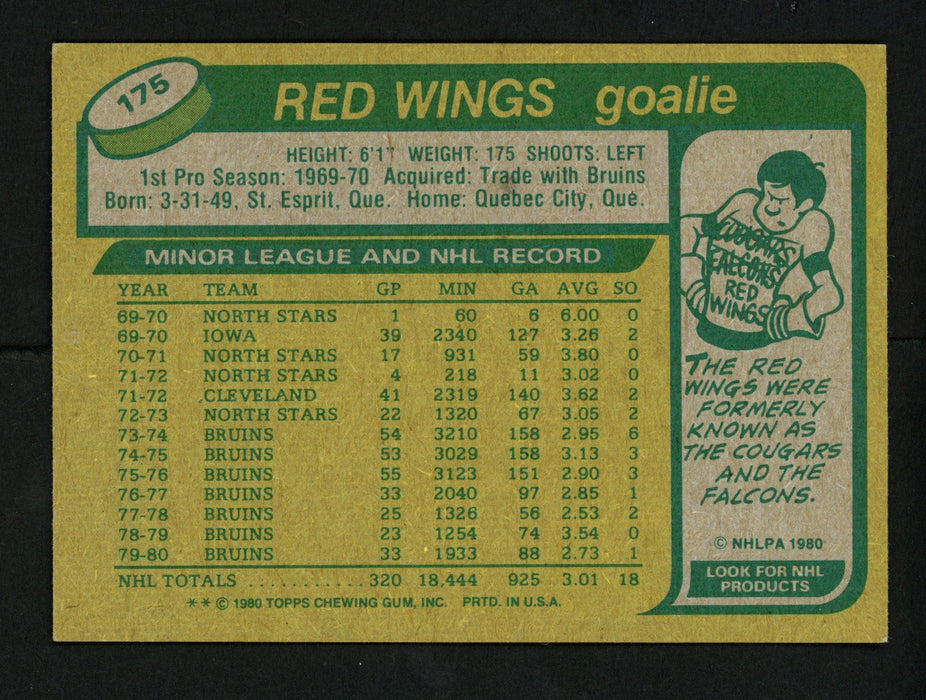 175
RED WINGS goalie
HEIGHT: 6'1" WEIGHT: 175 SHOOTS: LEFT
1st Pro Season: 1969-70 Acquired: Trade with Bruins
Born: 3-31-49, St. Esprit, Que. Home: Quebec City, Que.
MINOR LEAGUE AND NHL RECORD
YEAR TEAM GP MIN GA AVG SO
69-70 NORTH STARS 1 60 6 6.00 0
69-70 IOWA 39 2340 127 3.26 2
70-71 NORTH STARS 17 931 59 3.80 0
71-72 NORTH STARS 4 218 11 3.02 0
71-72 CLEVELAND 41 2319 140 3.62 2
72-73 NORTH STARS 22 1320 67 3.05 2
73-74 BRUINS 54 3210 158 2.95 6
74-75 BRUINS 53 3029 158 3.13 3
75-76 BRUINS 55 3123 151 2.90 3
76-77 BRUINS 33 2040 97 2.85 1
77-78 BRUINS 25 1326 56 2.53 2
78-79 BRUINS 23 1254 74 3.54 0
79-80 BRUINS 33 1933 88 2.73 1
NHL TOTALS ........... 320 18,444 925 3.01 18
** © 1980 TOPPS CHEWING GUM, INC. PRTD. IN U.S.A.
COUGARS
FALCONS
RED
WINGS
THE RED
WINGS WERE
FORMERLY
KNOWN AS
THE COUGARS
AND THE
FALCONS.
© NHLPA 1980
LOOK FOR NHL
PRODUCTS